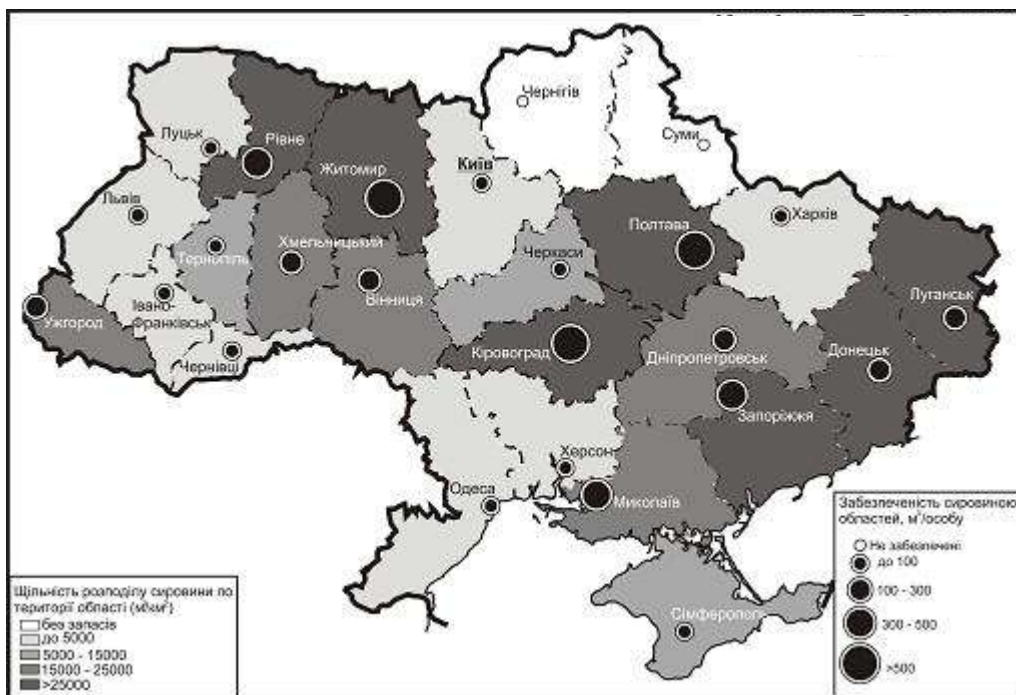 Чернігів
Суми
Луцьк
Рівне
Житомир
Київ
Львів
Полтава
Харків
Хмельницький
Тернопіль
Черкаси
Вінниця
Івано-
Франківськ
Луганськ
Ужгород
Чернівці
Кіровоград
Дніпропетровськ
Донецьк
Запоріжжя
Херсон
Одеса
Миколаїв
Сімферополь
Забезпеченість сировиною
областей, м³/особу
Не забезпечені
до 100
100 - 300
300 - 500
>500
Щільність розподілу сировини по
території області (м³/км²)
без запасів
до 5000
5000 - 15000
15000 - 25000
>25000